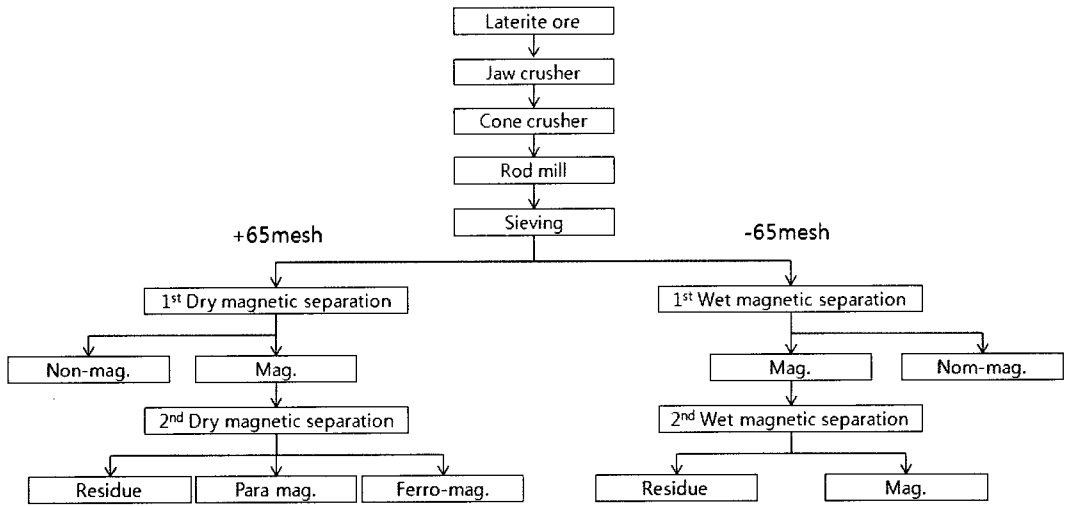 Laterite ore
Jaw crusher
Cone crusher
Rod mill
Sieving
+65mesh
-65mesh
1st Dry magnetic separation
1st Wet magnetic separation
Non-mag.
Mag.
Mag.
Nom-mag.
2nd Dry magnetic separation
2nd Wet magnetic separation
Residue
Para mag.
Ferro-mag.
Residue
Mag.